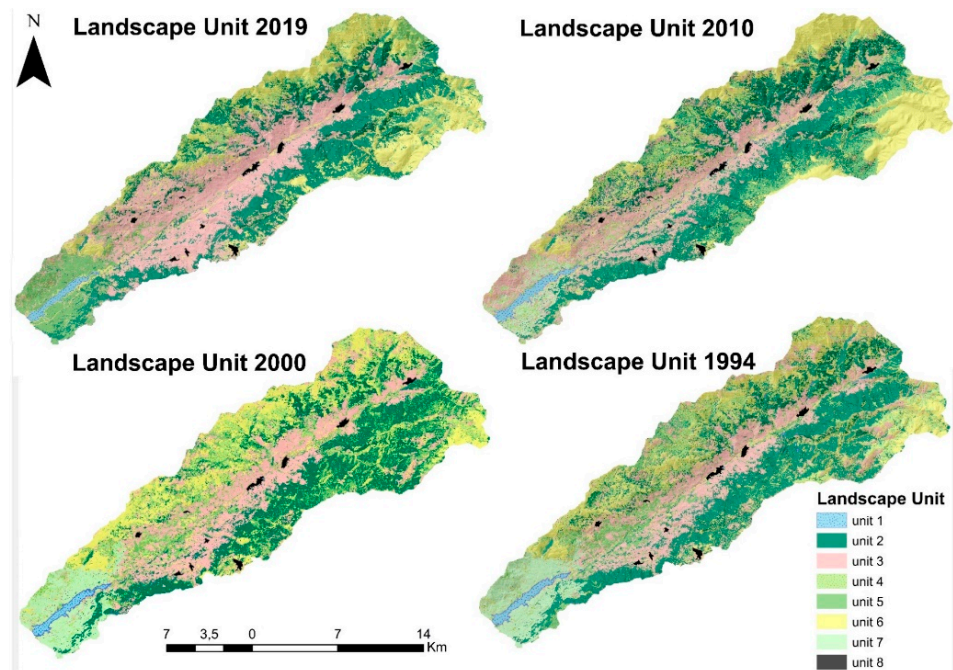 N
Landscape Unit 2019
Landscape Unit 2010
Landscape Unit 2000
Landscape Unit 1994
Landscape Unit
unit 1
unit 2
unit 3
unit 4
unit 5
unit 6
unit 7
unit 8
7 3,5 0 7 14
Km